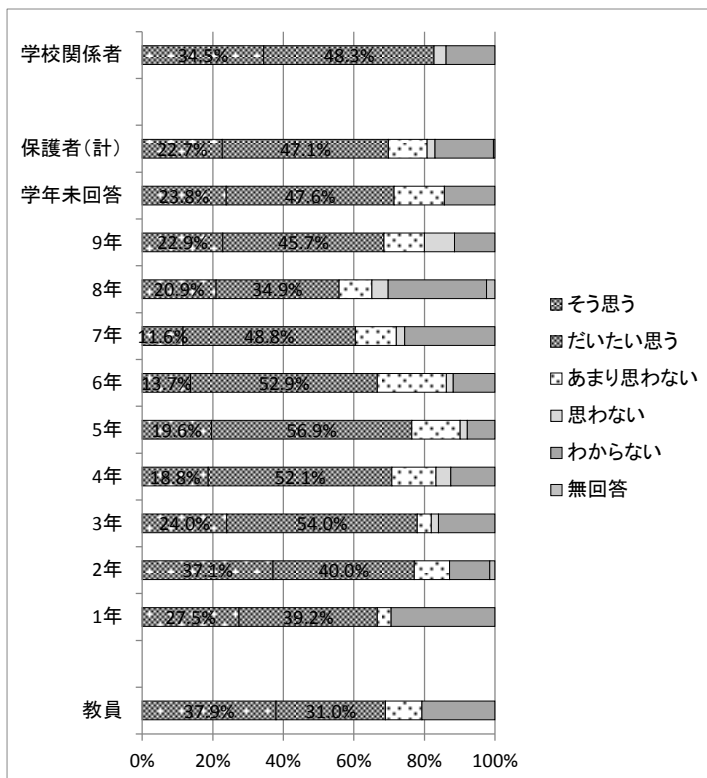 学校関係者 34.5% 48.3%
保護者(計) 22.7% 47.1%
学年未回答 23.8% 47.6%
9年 22.9% 45.7%
8年 20.9% 34.9%
7年 11.6% 48.8%
6年 13.7% 52.9%
5年 19.6% 56.9%
4年 18.8% 52.1%
3年 24.0% 54.0%
2年 37.1% 40.0%
1年 27.5% 39.2%
教員 37.9% 31.0%
0% 20% 40% 60% 80% 100%
そう思う
だいたい思う
あまり思わない
思わない
わからない
無回答